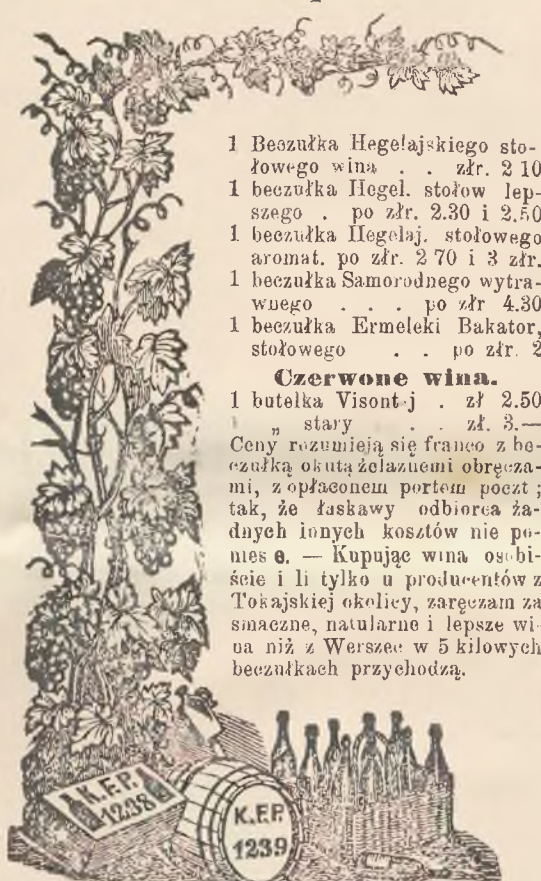 1 Beczułka Hegelajskiego sto-
łowego wina . . złr. 2 10
1 beczułka Hegel. stołow lep-
szego . po złr. 2.30 i 2.50
1 beczułka Hegelaj. stołowego
aromat. po złr. 2 70 i 3 złr.
1 beczułka Samorodnego wytra-
wnego . . . po złr 4.30
1 beczułka Ermeleki Bakator,
stołowego . . po złr. 2
Czerwone wina.
1 butelka Visont j . zł 2.50
1 „ stary . . zł. 3.—
Ceny rozumieją się franco z be-
czułką okutą żelaznemi obręcza-
mi, z opłaconem portem poczt ;
tak, że łaskawy odbiorca ża-
dnych innych kosztów nie po-
nies e. — Kupując wina osobi-
ście i li tylko u producentów z
Tokajskiej okolicy, zaręczam za
smaczne, naturalne i lepsze wi-
na niż z Werszec w 5 kilowych
beczułkach przychodzą.
K.F.P.
1238
K.F.P.
1239